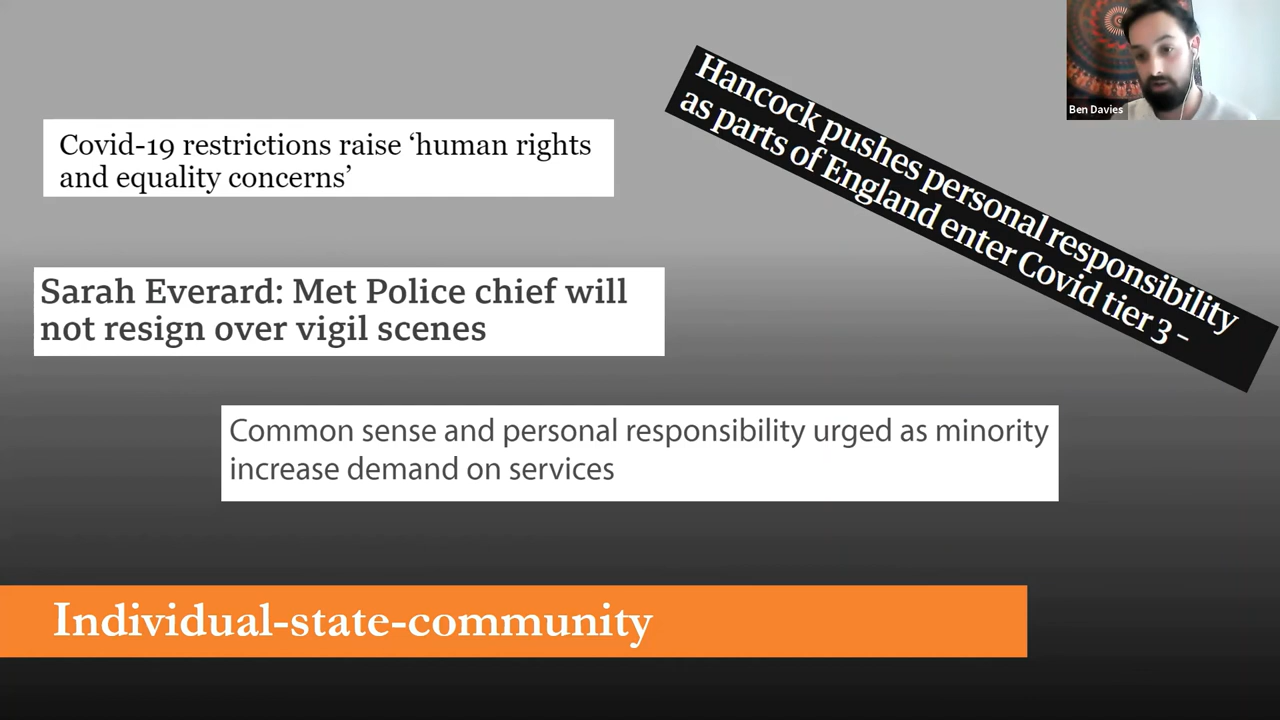 Hancock pushes personal responsibility
as parts of England enter Covid tier 3 –
Ben Davies
Covid-19 restrictions raise ‘human rights
and equality concerns’
Sarah Everard: Met Police chief will
not resign over vigil scenes
Common sense and personal responsibility urged as minority
increase demand on services
Individual-state-community